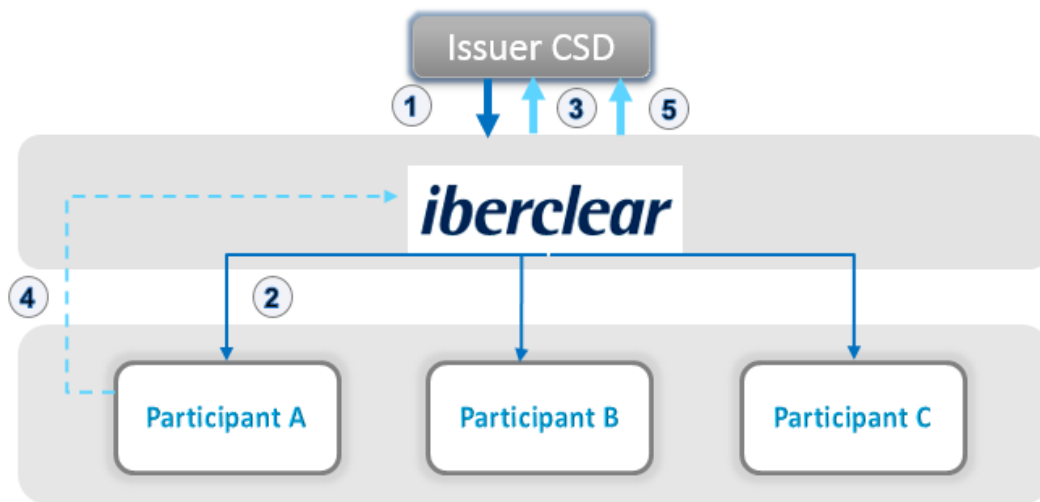 Issuer CSD
1
3
5
iberclear
4
2
Participant A
Participant B
Participant C